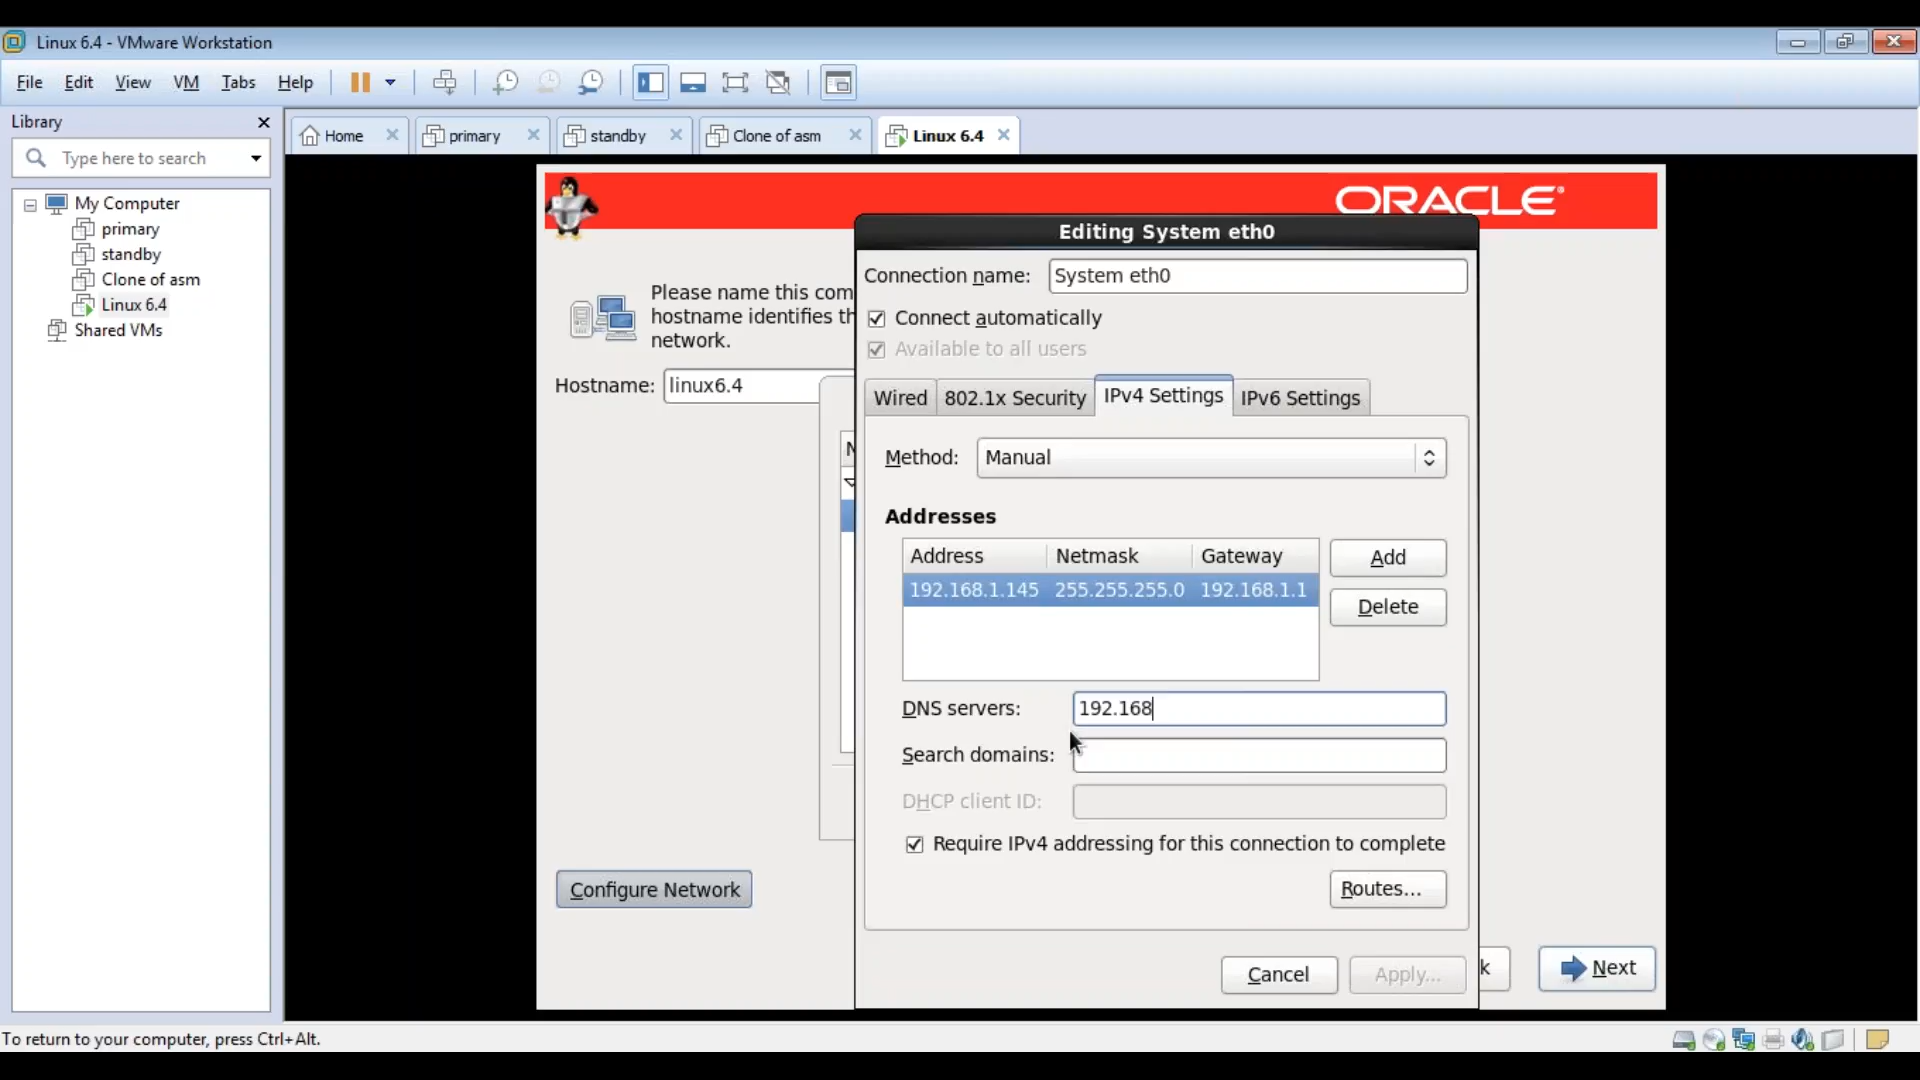 Linux 6.4 - VMware Workstation
File Edit View VM Tabs Help
Library
Type here to search
My Computer
primary
standby
Clone of asm
Linux 6.4
Shared VMs
Home primary standby Clone of asm Linux 6.4
ORACLE®
Please name this com
hostname identifies th
network.
Hostname: linux6.4
Configure Network
Editing System eth0
Connection name: System eth0
Connect automatically
Available to all users
Wired 802.1x Security IPv4 Settings IPv6 Settings
Method: Manual
Addresses
Address Netmask Gateway
192.168.1.145 255.255.255.0 192.168.1.1
Add
Delete
DNS servers: 192.168
Search domains:
DHCP client ID:
Require IPv4 addressing for this connection to complete
Routes...
Cancel Apply...
k Next
To return to your computer, press Ctrl+Alt.